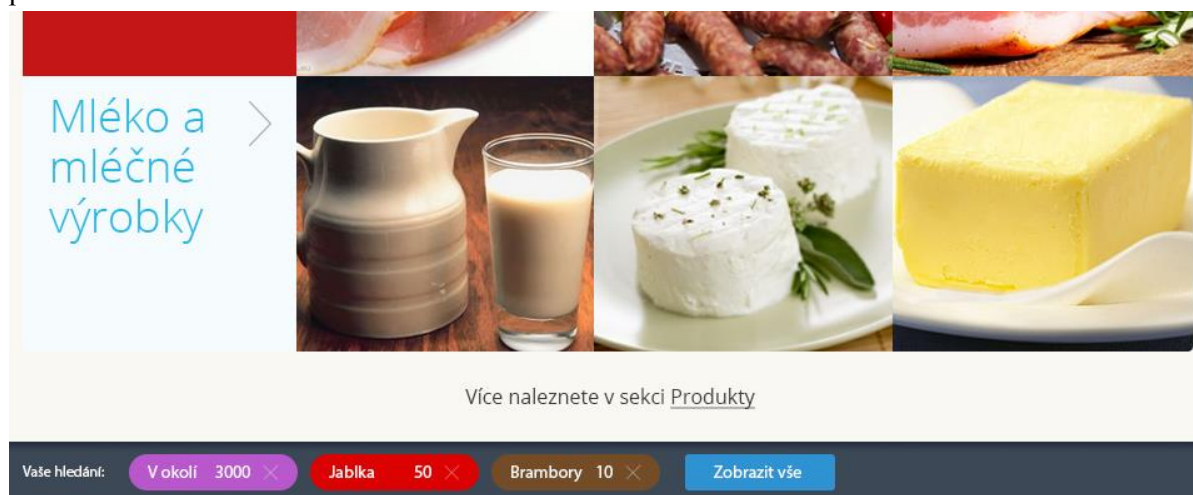 Mléko a
mléčné
výrobky
Více naleznete v sekci Produkty
Vaše hledání: V okolí 3000 Jablka 50 Brambory 10 Zobrazit vše